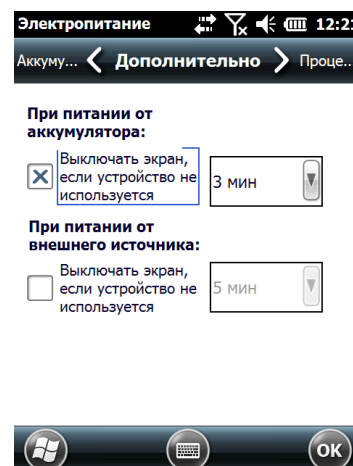 Электропитание 12:2
Аккуму... Дополнительно Проце..
При питании от
аккумулятора:
Выключать экран,
если устройство не
используется
3 мин
При питании от
внешнего источника:
Выключать экран,
если устройство не
используется
5 мин
OK